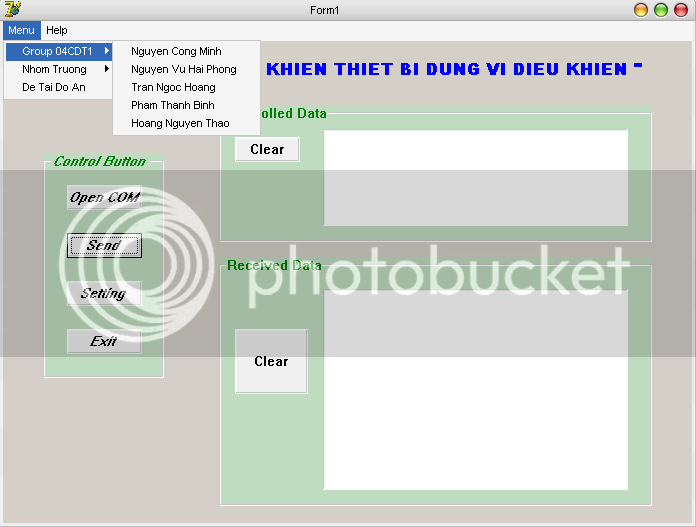 Form1
Menu Help
Group 04CDT1
Nhom Truong
De Tai Do An
Nguyen Cong Minh
Nguyen Vu Hai Phong
Tran Ngoc Hoang
Pham Thanh Binh
Hoang Nguyen Thao
KHIEN THIET BI DUNG VI DIEU KHIEN "
olled Data
Clear
Control Button
Open COM
Send
Setting
Exit
Received Data
Clear
photobucket